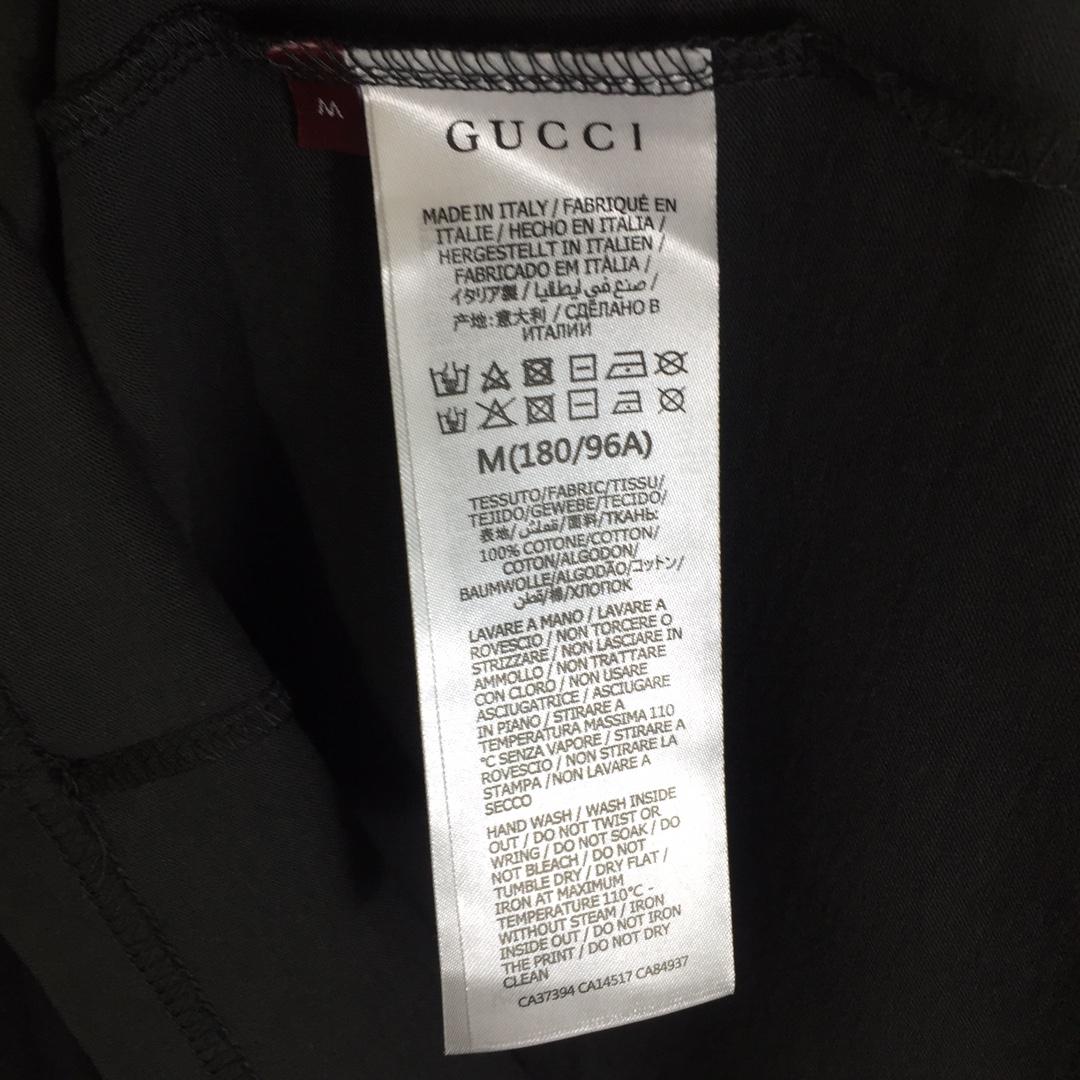 M
GUCCI
MADE IN ITALY / FABRIQUÉ EN
ITALIE / HECHO EN ITALIA /
HERGESTELLT IN ITALIEN /
FABRICADO EM ITÁLIA /
イタリア製 / صنع في إيطاليا /
产地: 意大利 / СДЕЛАНО В
ИТАЛИИ
M(180/96A)
TESSUTO/FABRIC/TISSU/
TEJIDO/GEWEBE/TECIDO/
表地/قماش/面料/ТКАНЬ:
100% COTONE/COTTON/
COTON/ALGODON/
BAUMWOLLE/ALGODÃO/コットン/
قطن/棉/ХЛОПОК
LAVARE A MANO / LAVARE A
ROVESCIO / NON TORCERE O
STRIZZARE / NON LASCIARE IN
AMMOLLO / NON TRATTARE
CON CLORO / NON USARE
ASCIUGATRICE / ASCIUGARE
IN PIANO / STIRARE A
TEMPERATURA MASSIMA 110
°C SENZA VAPORE / STIRARE A
ROVESCIO / NON STIRARE LA
STAMPA / NON LAVARE A
SECCO
HAND WASH / WASH INSIDE
OUT / DO NOT TWIST OR
WRING / DO NOT SOAK / DO
NOT BLEACH / DO NOT
TUMBLE DRY / DRY FLAT /
IRON AT MAXIMUM
TEMPERATURE 110°C -
WITHOUT STEAM / IRON
INSIDE OUT / DO NOT IRON
THE PRINT / DO NOT DRY
CLEAN
CA37394 CA14517 CA84937